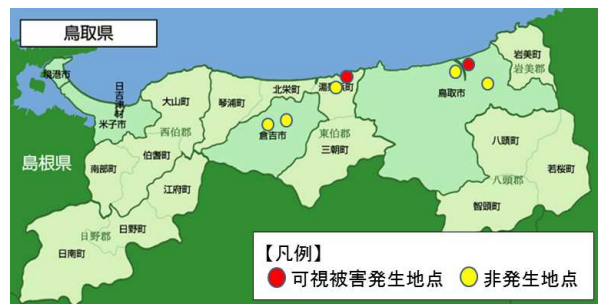 鳥取県
境港市
日吉津村
米子市
大山町
西伯郡
琴浦町
北栄町
岩美町
岩美郡
鳥取市
倉吉市
東伯郡
三朝町
島根県
南部町
伯耆町
江府町
八頭町
八頭郡
若桜町
智頭町
日野郡
日野町
日南町
【凡例】
可視被害発生地点 非発生地点